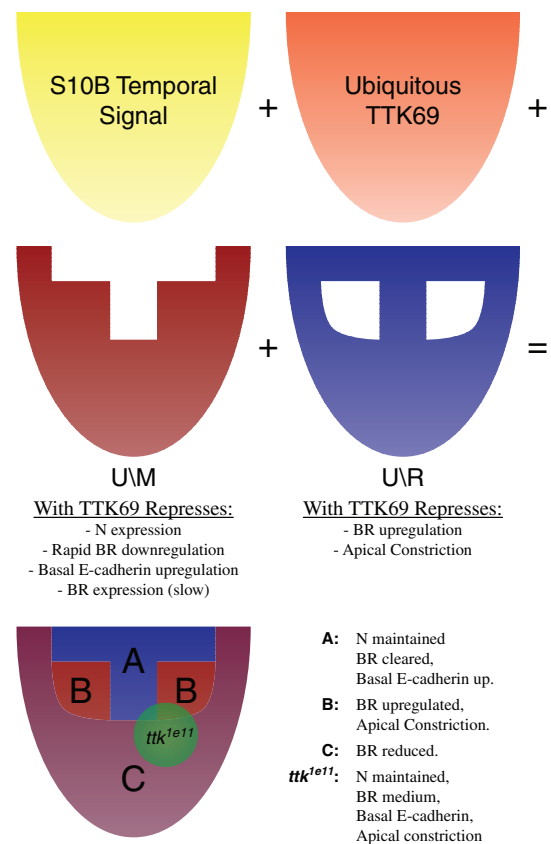 S10B Temporal
Signal
+
Ubiquitous
TTK69
+
+
=
U\M
With TTK69 Represses:
- N expression
- Rapid BR downregulation
- Basal E-cadherin upregulation
- BR expression (slow)
U\R
With TTK69 Represses:
- BR upregulation
- Apical Constriction
A
B
B
ttk1e11
C
A: N maintained
BR cleared,
Basal E-cadherin up.
B: BR upregulated,
Apical Constriction.
C: BR reduced.
ttk1e11: N maintained,
BR medium,
Basal E-cadherin,
Apical constriction